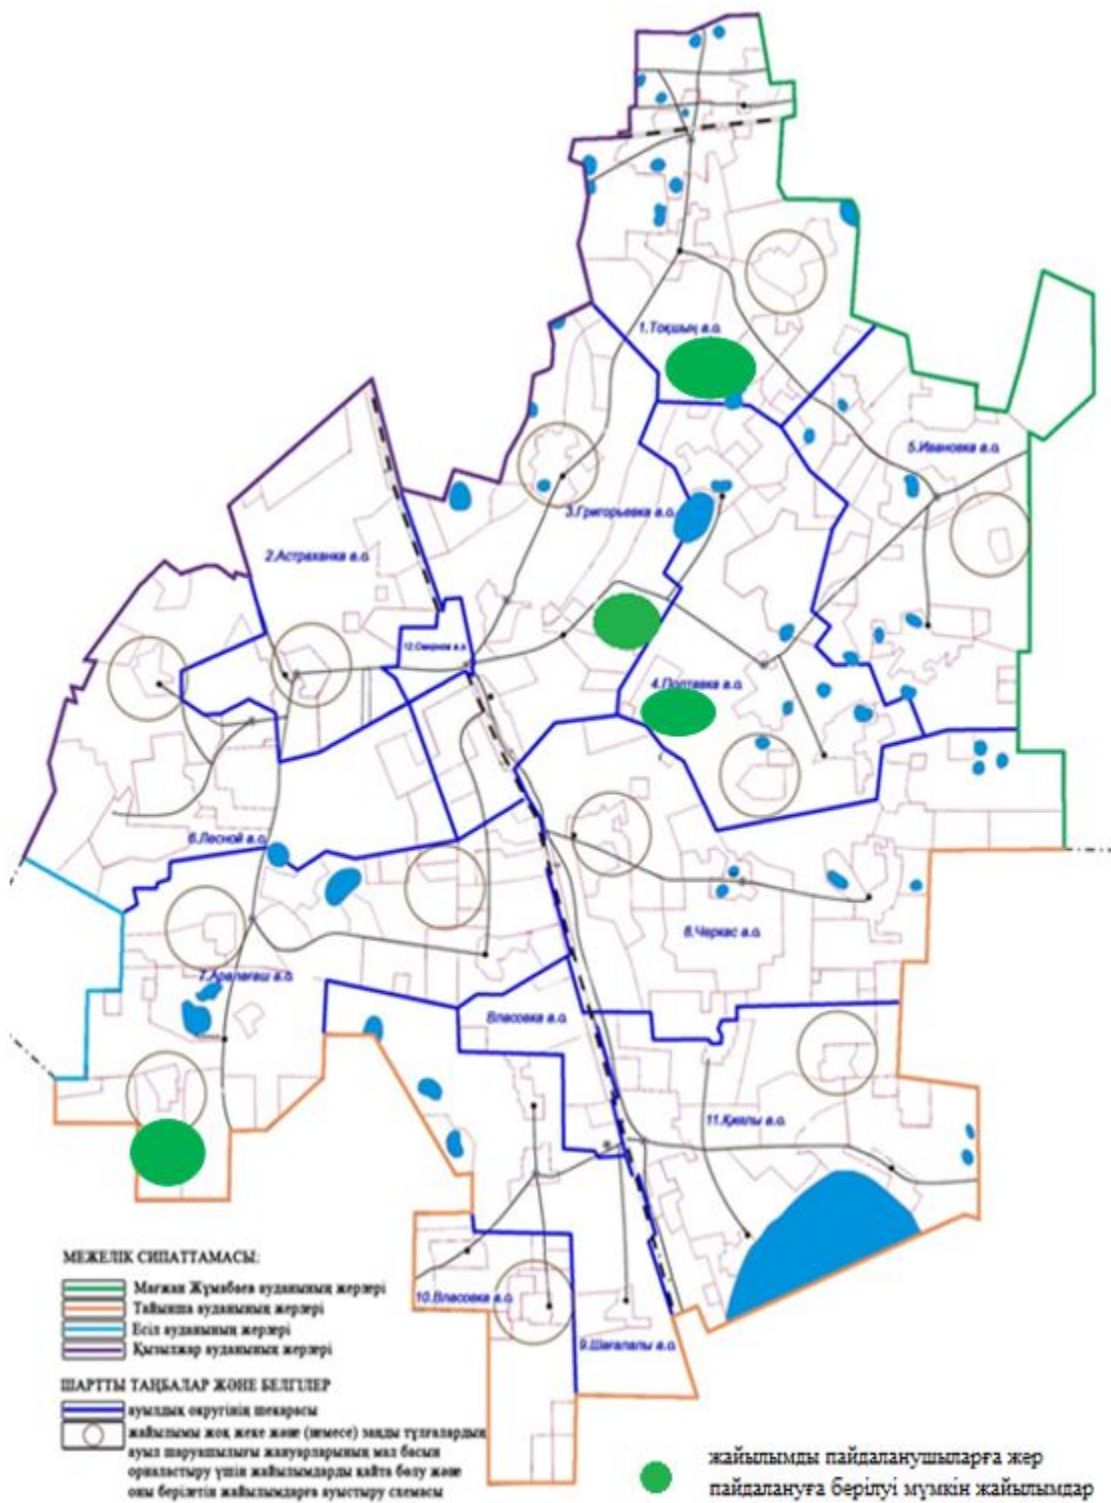 1.Тоқшын а.о.
5.Ивановка а.о.
3.Григорьевка а.о.
2.Астраханка а.о.
12.Смирнов а.о.
4.Полтавка а.о.
6.Лесной а.о.
8.Черкас а.о.
7.Аралағаш а.о.
Власовка а.о.
11.Қиялы а.о.
10.Власовка а.о.
9.Шағалалы а.о.
МЕЖЕЛІК СИПАТТАМАСЫ:
Мағжан Жұмабаев ауданының жерлері
Тайынша ауданының жерлері
Есіл ауданының жерлері
Қызылжар ауданының жерлері
ШАРТТЫ ТАҢБАЛАР ЖӘНЕ БЕЛГІЛЕР
ауылдық округінің шекарасы
жайылымы жоқ жеке және (немесе) заңды тұлғалардың
ауыл шаруашылығы жануарларының мал басын
орналастыру үшін жайылымдарды қайта бөлу және
оны берілетін жайылымдарға ауыстыру схемасы
жайылымды пайдаланушыларға жер
пайдалануға берілуі мүмкін жайылымдар